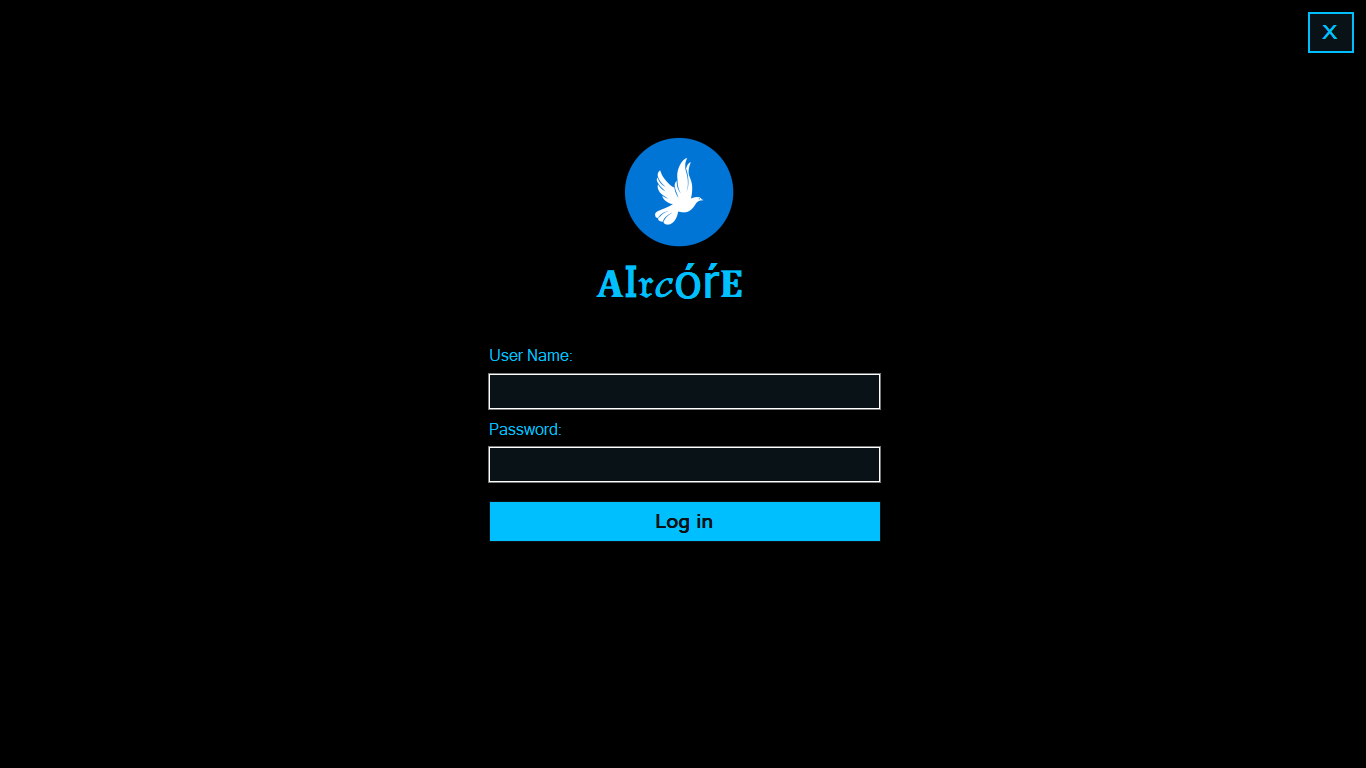 X
AIrcóŕE
User Name:
Password:
Log in